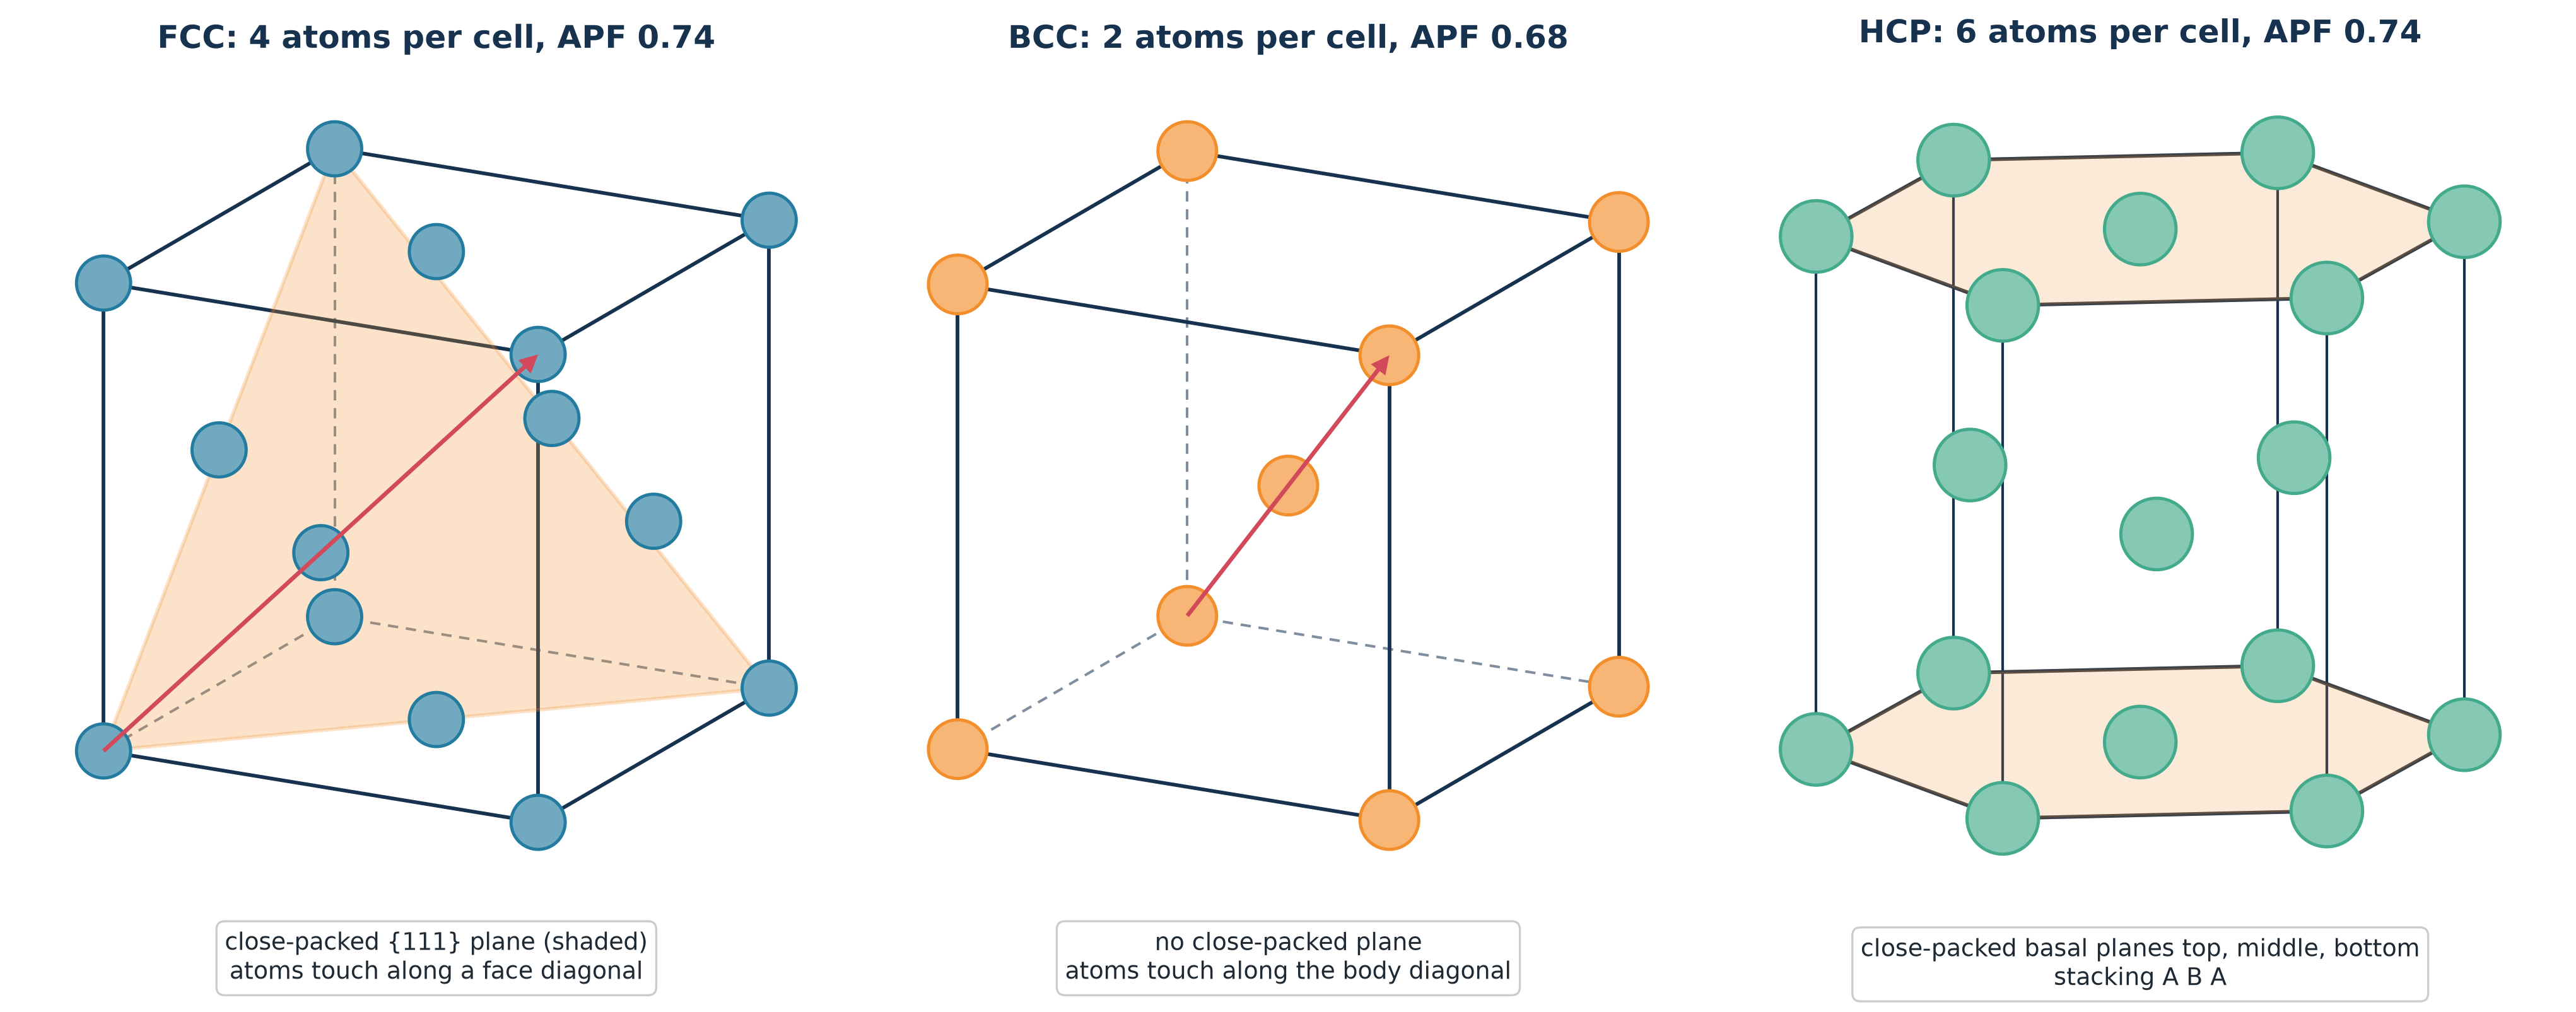 FCC: 4 atoms per cell, APF 0.74
close-packed {111} plane (shaded)
atoms touch along a face diagonal
BCC: 2 atoms per cell, APF 0.68
no close-packed plane
atoms touch along the body diagonal
HCP: 6 atoms per cell, APF 0.74
close-packed basal planes top, middle, bottom
stacking A B A